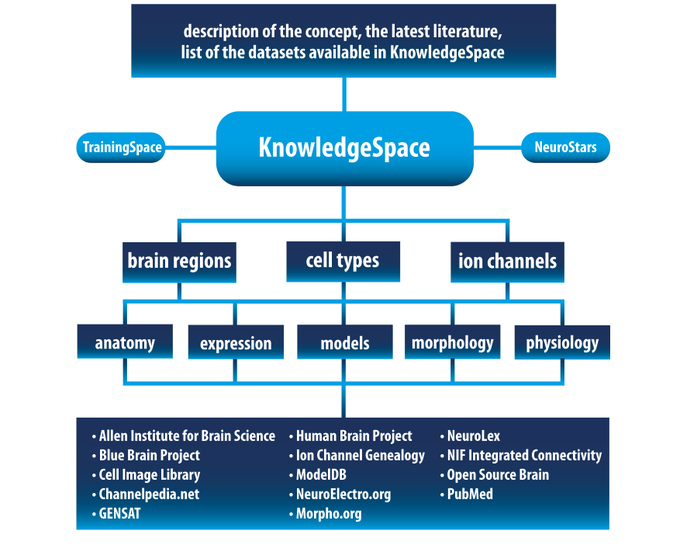 description of the concept, the latest literature,
list of the datasets available in KnowledgeSpace
TrainingSpace
KnowledgeSpace
NeuroStars
brain regions
cell types
ion channels
anatomy
expression
models
morphology
physiology
• Allen Institute for Brain Science
• Blue Brain Project
• Cell Image Library
• Channelpedia.net
• GENSAT
• Human Brain Project
• Ion Channel Genealogy
• ModelDB
• NeuroElectro.org
• Morpho.org
• NeuroLex
• NIF Integrated Connectivity
• Open Source Brain
• PubMed